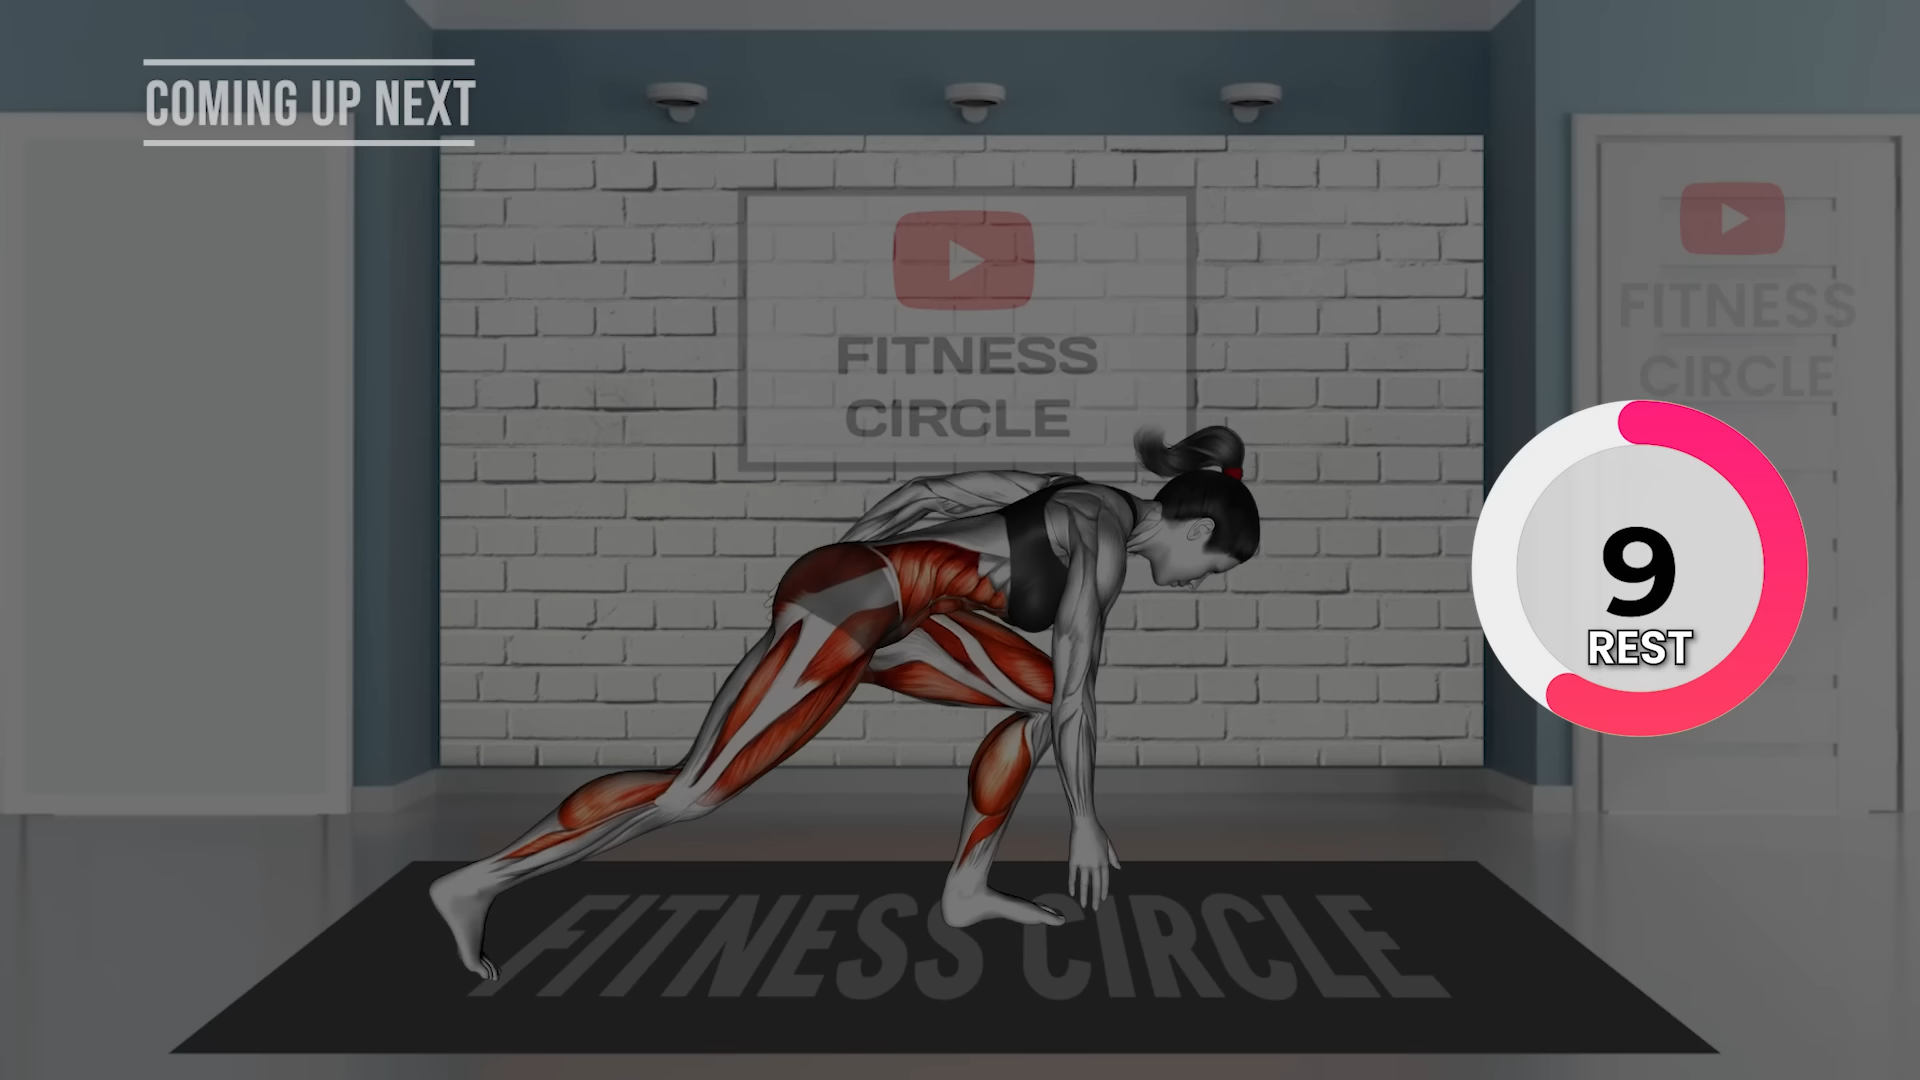 COMING UP NEXT
FITNESS
CIRCLE
FITNESS
CIRCLE
9
REST
FITNESS CIRCLE